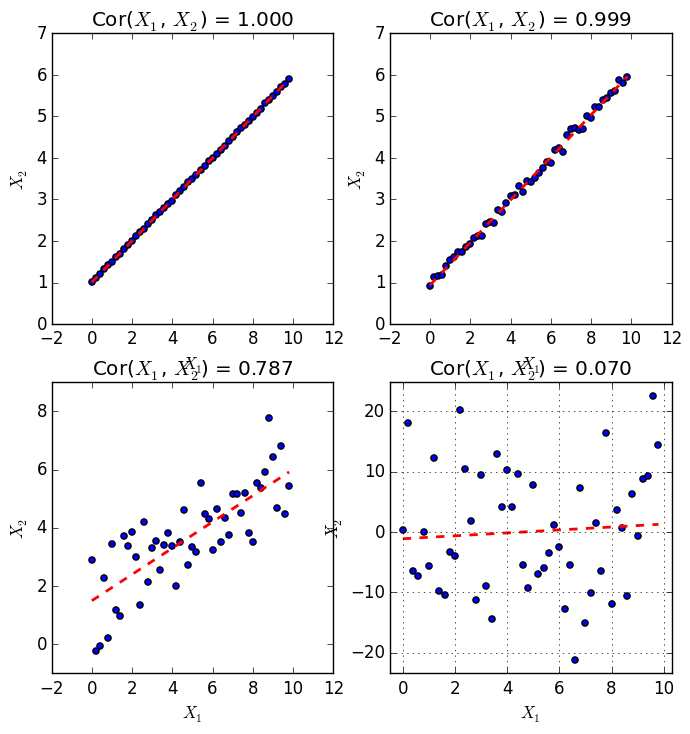 Cor(X₁, X₂) = 1.000
7
6
5
4
3
2
1
0
X₂
−2 0 2 4 6 8 10 12
X₁
Cor(X₁, X₂) = 0.999
7
6
5
4
3
2
1
0
X₂
−2 0 2 4 6 8 10 12
X₁
Cor(X₁, X₂) = 0.787
8
6
4
2
0
X₂
−2 0 2 4 6 8 10 12
X₁
Cor(X₁, X₂) = 0.070
20
10
0
−10
−20
X₂
0 2 4 6 8 10
X₁